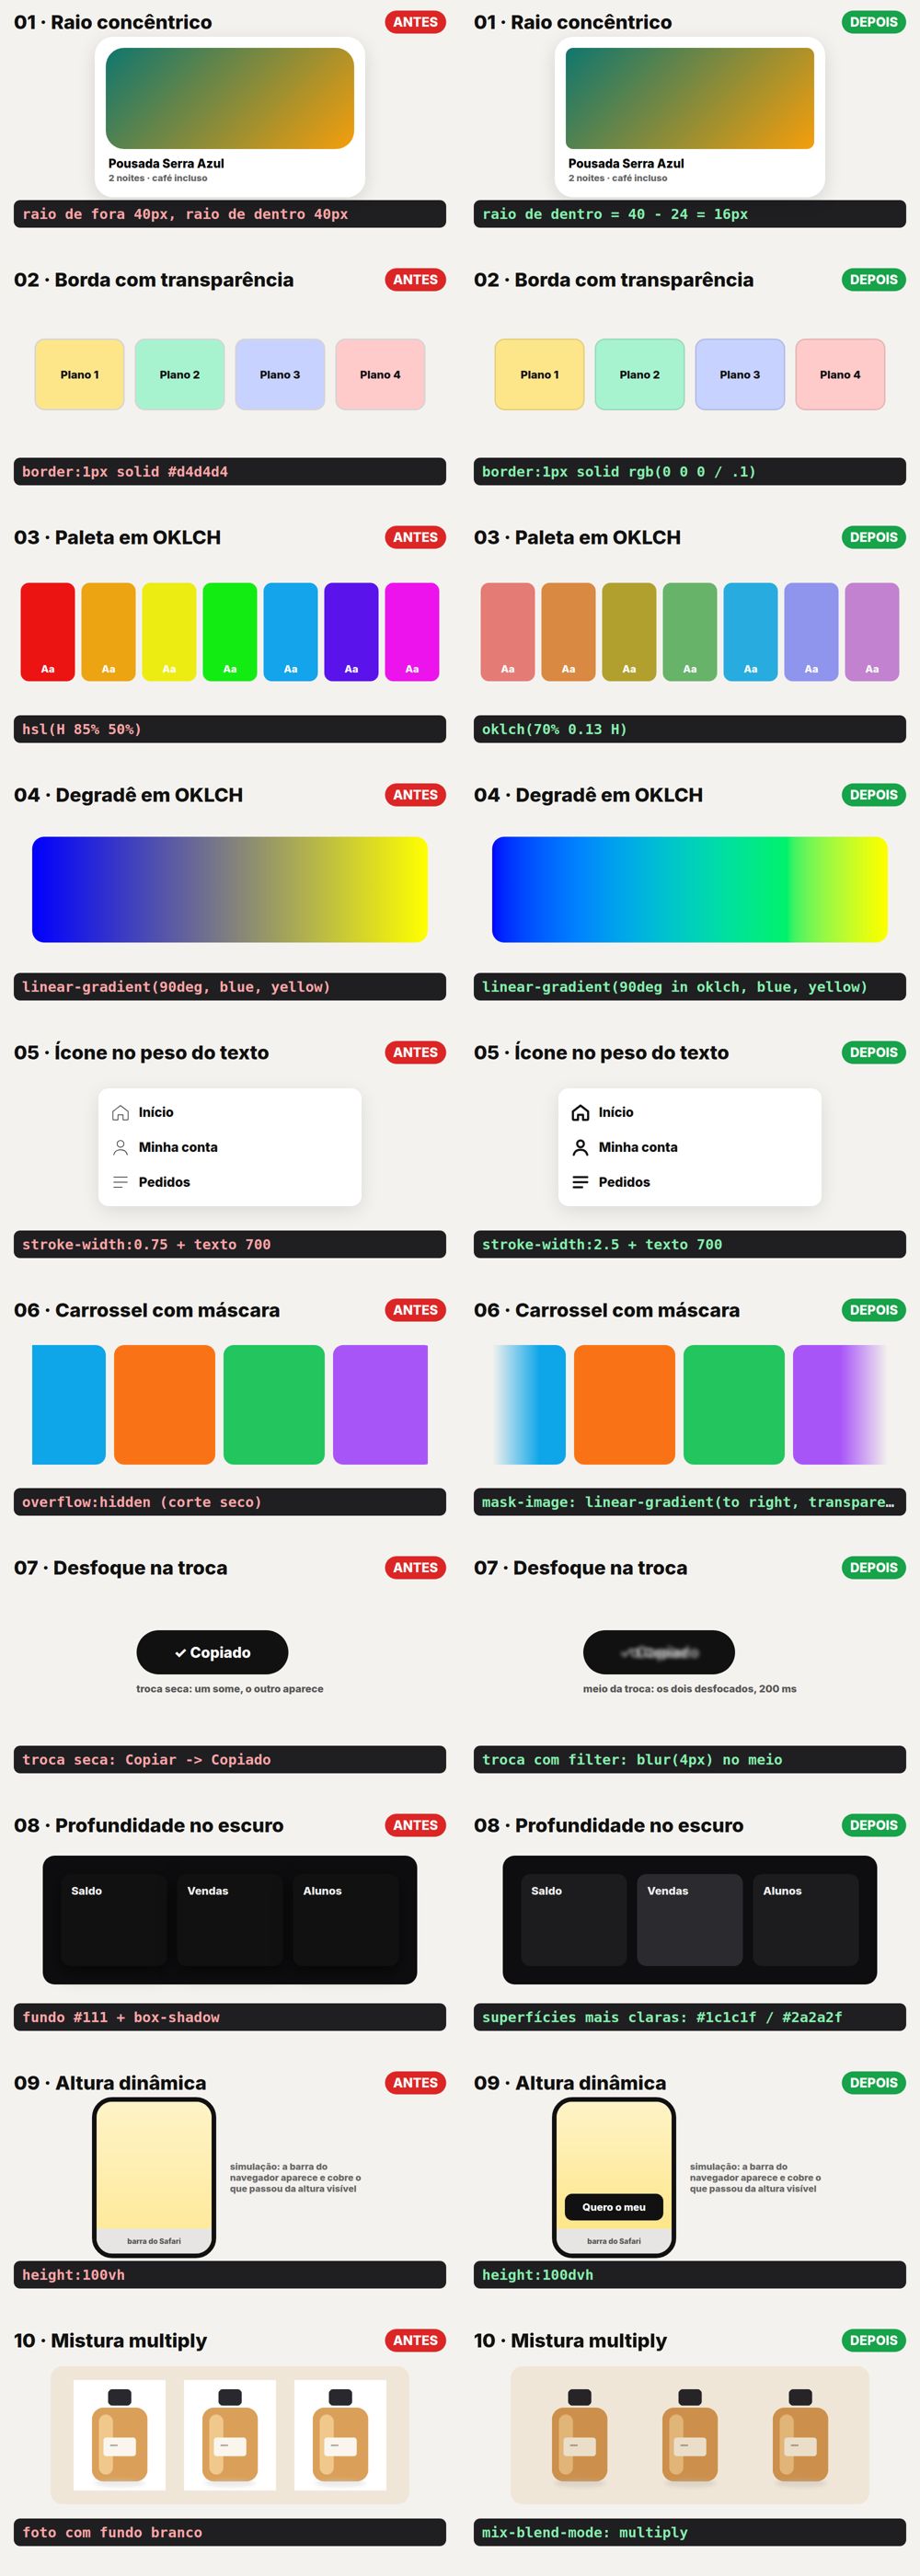 01 · Raio concêntrico
ANTES
Pousada Serra Azul
2 noites · café incluso
raio de fora 40px, raio de dentro 40px
01 · Raio concêntrico
DEPOIS
Pousada Serra Azul
2 noites · café incluso
raio de dentro = 40 - 24 = 16px
02 · Borda com transparência
ANTES
Plano 1
Plano 2
Plano 3
Plano 4
border:1px solid #d4d4d4
02 · Borda com transparência
DEPOIS
Plano 1
Plano 2
Plano 3
Plano 4
border:1px solid rgb(0 0 0 / .1)
03 · Paleta em OKLCH
ANTES
Aa
Aa
Aa
Aa
Aa
Aa
Aa
hsl(H 85% 50%)
03 · Paleta em OKLCH
DEPOIS
Aa
Aa
Aa
Aa
Aa
Aa
Aa
oklch(70% 0.13 H)
04 · Degradê em OKLCH
ANTES
linear-gradient(90deg, blue, yellow)
04 · Degradê em OKLCH
DEPOIS
linear-gradient(90deg in oklch, blue, yellow)
05 · Ícone no peso do texto
ANTES
Início
Minha conta
Pedidos
stroke-width:0.75 + texto 700
05 · Ícone no peso do texto
DEPOIS
Início
Minha conta
Pedidos
stroke-width:2.5 + texto 700
06 · Carrossel com máscara
ANTES
overflow:hidden (corte seco)
06 · Carrossel com máscara
DEPOIS
mask-image: linear-gradient(to right, transpare…
07 · Desfoque na troca
ANTES
✓ Copiado
troca seca: um some, o outro aparece
troca seca: Copiar -> Copiado
07 · Desfoque na troca
DEPOIS
meio da troca: os dois desfocados, 200 ms
troca com filter: blur(4px) no meio
08 · Profundidade no escuro
ANTES
Saldo
Vendas
Alunos
fundo #111 + box-shadow
08 · Profundidade no escuro
DEPOIS
Saldo
Vendas
Alunos
superfícies mais claras: #1c1c1f / #2a2a2f
09 · Altura dinâmica
ANTES
simulação: a barra do
navegador aparece e cobre o
que passou da altura visível
barra do Safari
height:100vh
09 · Altura dinâmica
DEPOIS
simulação: a barra do
navegador aparece e cobre o
que passou da altura visível
Quero o meu
barra do Safari
height:100dvh
10 · Mistura multiply
ANTES
foto com fundo branco
10 · Mistura multiply
DEPOIS
mix-blend-mode: multiply